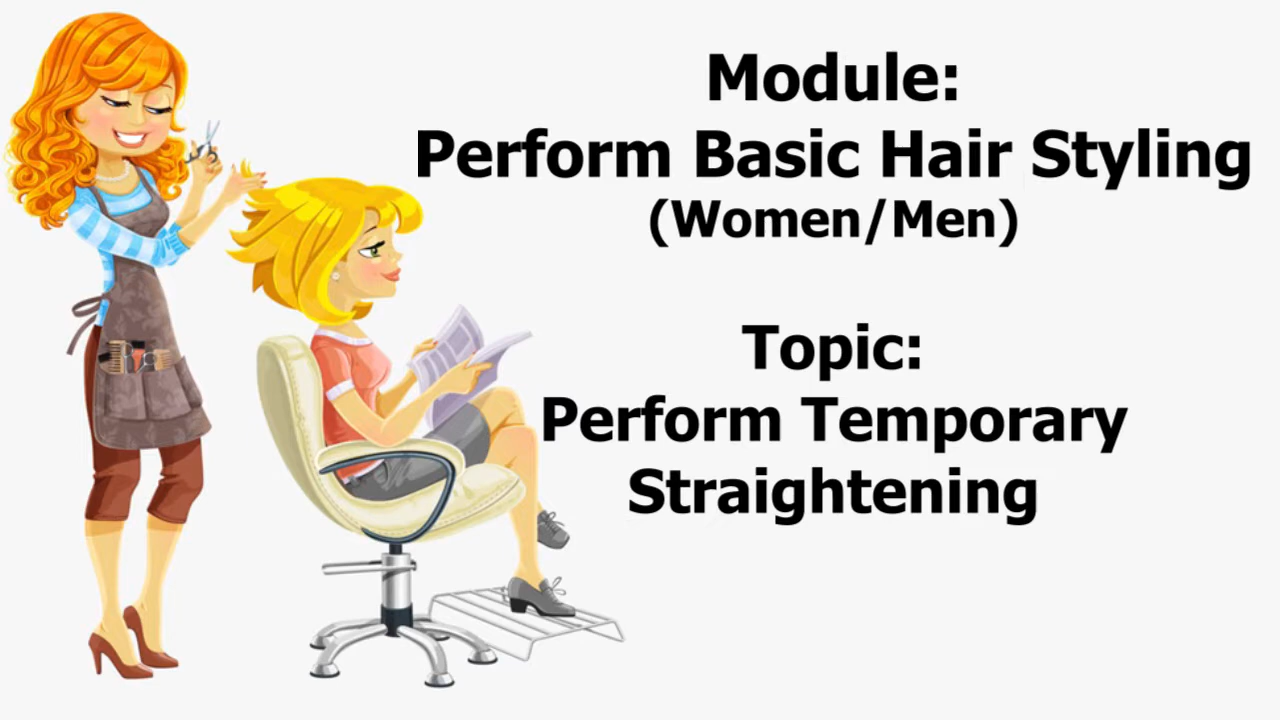 Module:
Perform Basic Hair Styling
(Women/Men)
Topic:
Perform Temporary
Straightening